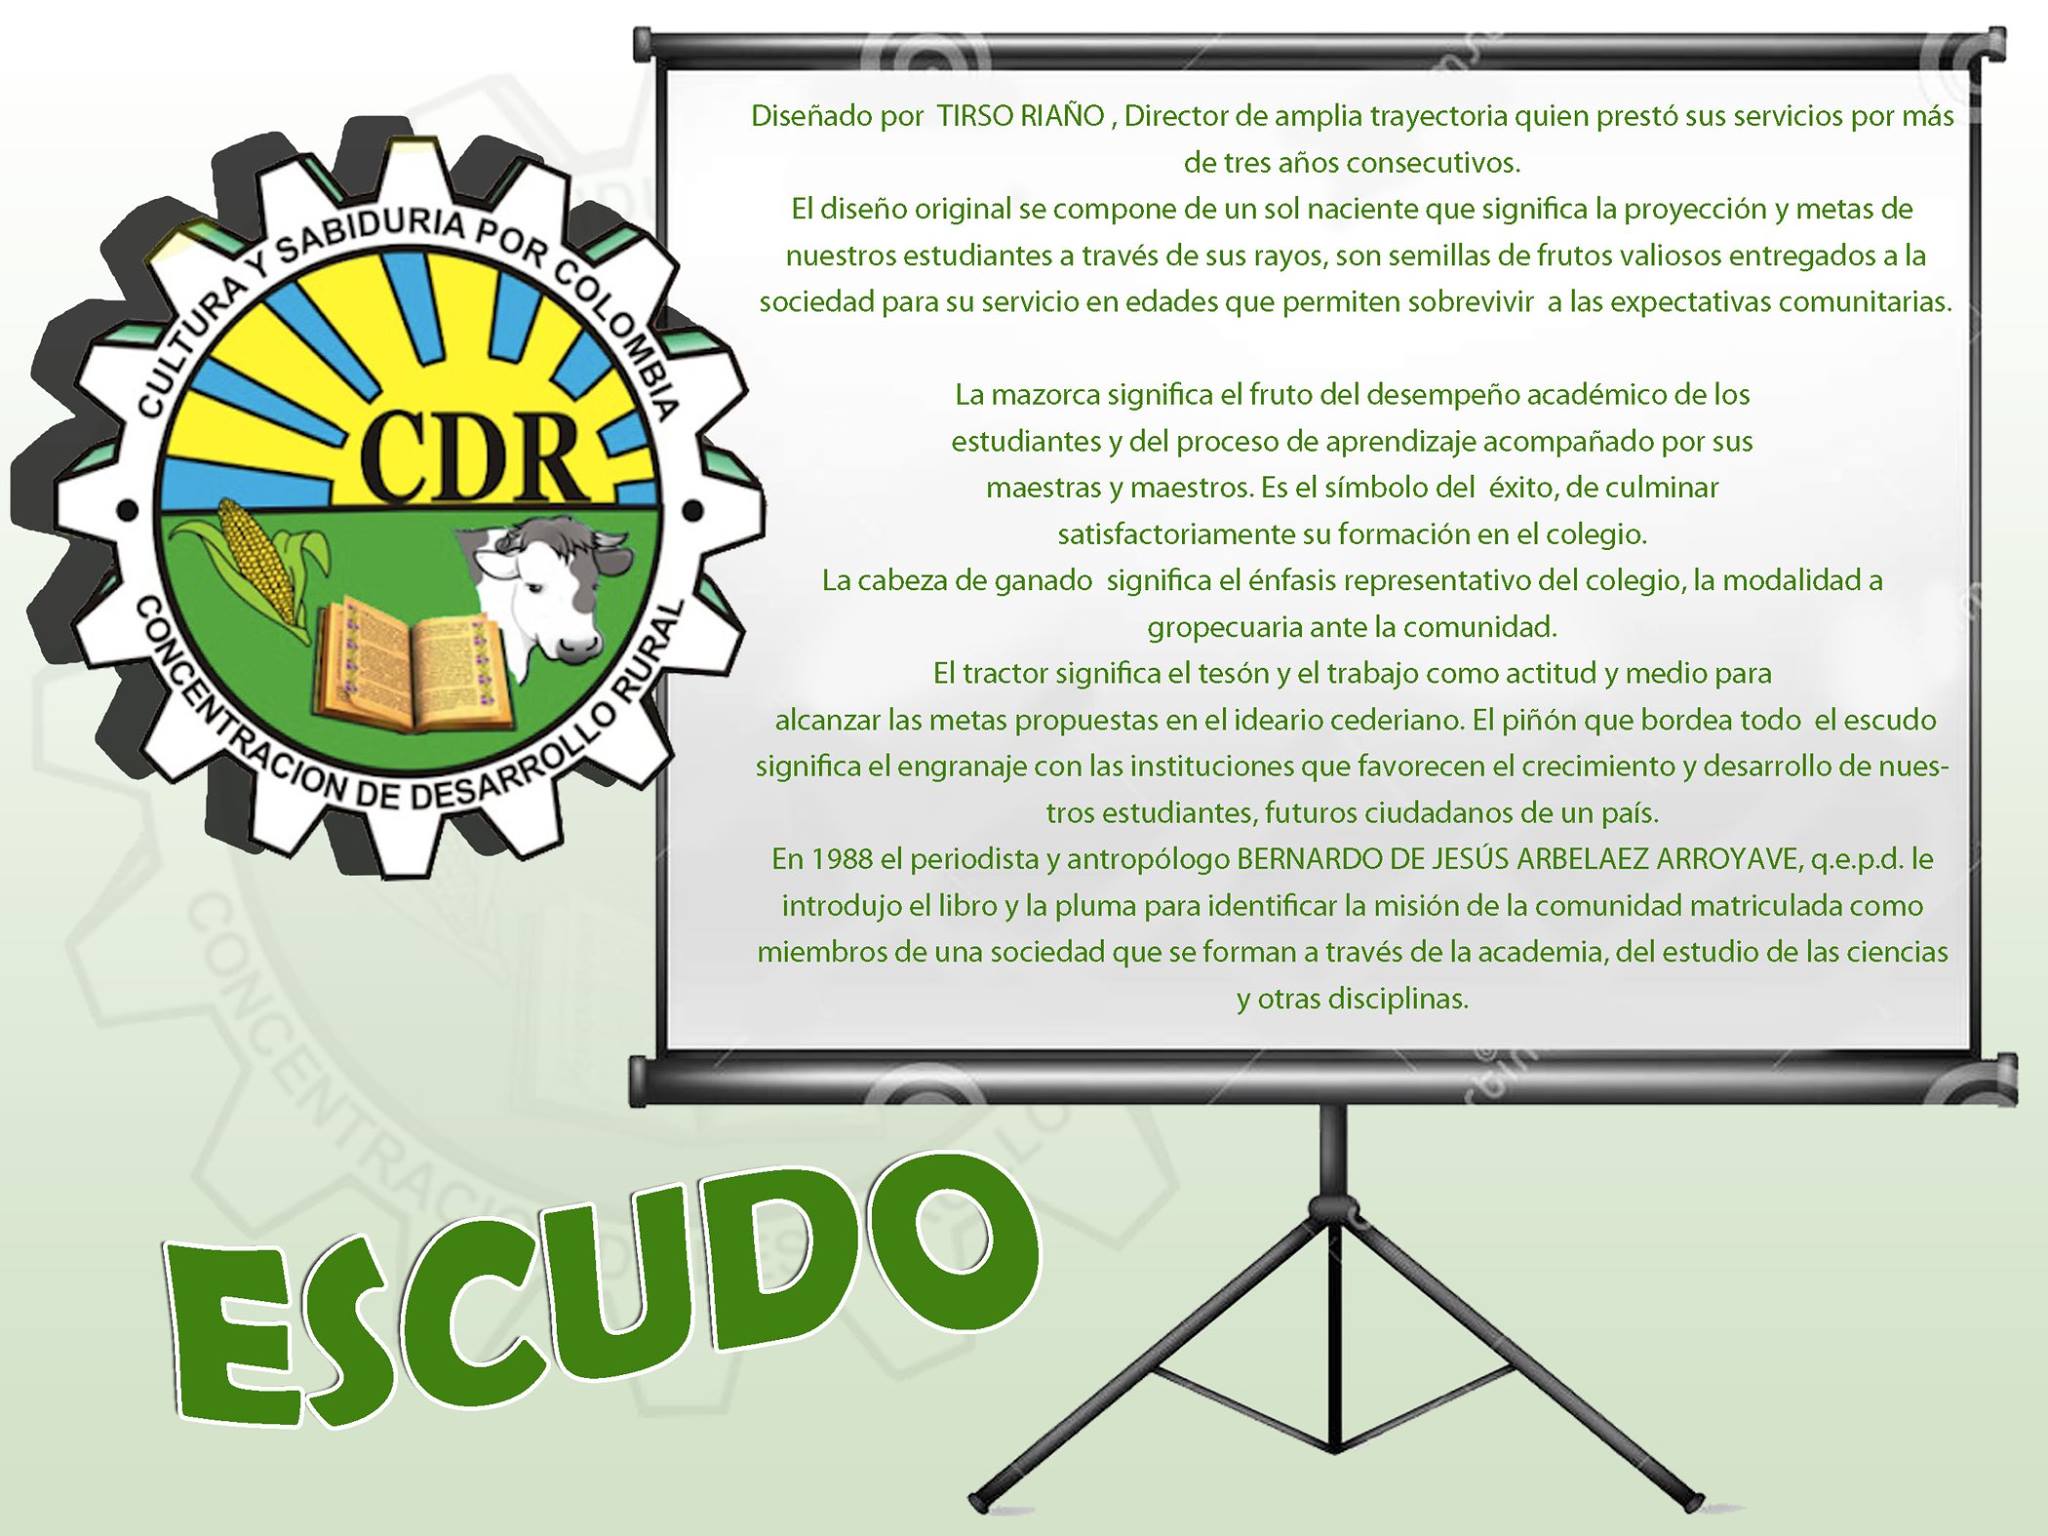 Diseñado por TIRSO RIAÑO , Director de amplia trayectoria quien prestó sus servicios por más
de tres años consecutivos.
El diseño original se compone de un sol naciente que significa la proyección y metas de
nuestros estudiantes a través de sus rayos, son semillas de frutos valiosos entregados a la
sociedad para su servicio en edades que permiten sobrevivir a las expectativas comunitarias.
La mazorca significa el fruto del desempeño académico de los
estudiantes y del proceso de aprendizaje acompañado por sus
maestras y maestros. Es el símbolo del éxito, de culminar
satisfactoriamente su formación en el colegio.
La cabeza de ganado significa el énfasis representativo del colegio, la modalidad a
gropecuaria ante la comunidad.
El tractor significa el tesón y el trabajo como actitud y medio para
alcanzar las metas propuestas en el ideario cederiano. El piñón que bordea todo el escudo
significa el engranaje con las instituciones que favorecen el crecimiento y desarrollo de nues-
tros estudiantes, futuros ciudadanos de un país.
En 1988 el periodista y antropólogo BERNARDO DE JESÚS ARBELAEZ ARROYAVE, q.e.p.d. le
introdujo el libro y la pluma para identificar la misión de la comunidad matriculada como
miembros de una sociedad que se forman a través de la academia, del estudio de las ciencias
y otras disciplinas.
CULTURA Y SABIDURIA POR COLOMBIA
CDR
CONCENTRACION DE DESARROLLO RURAL
ESCUDO